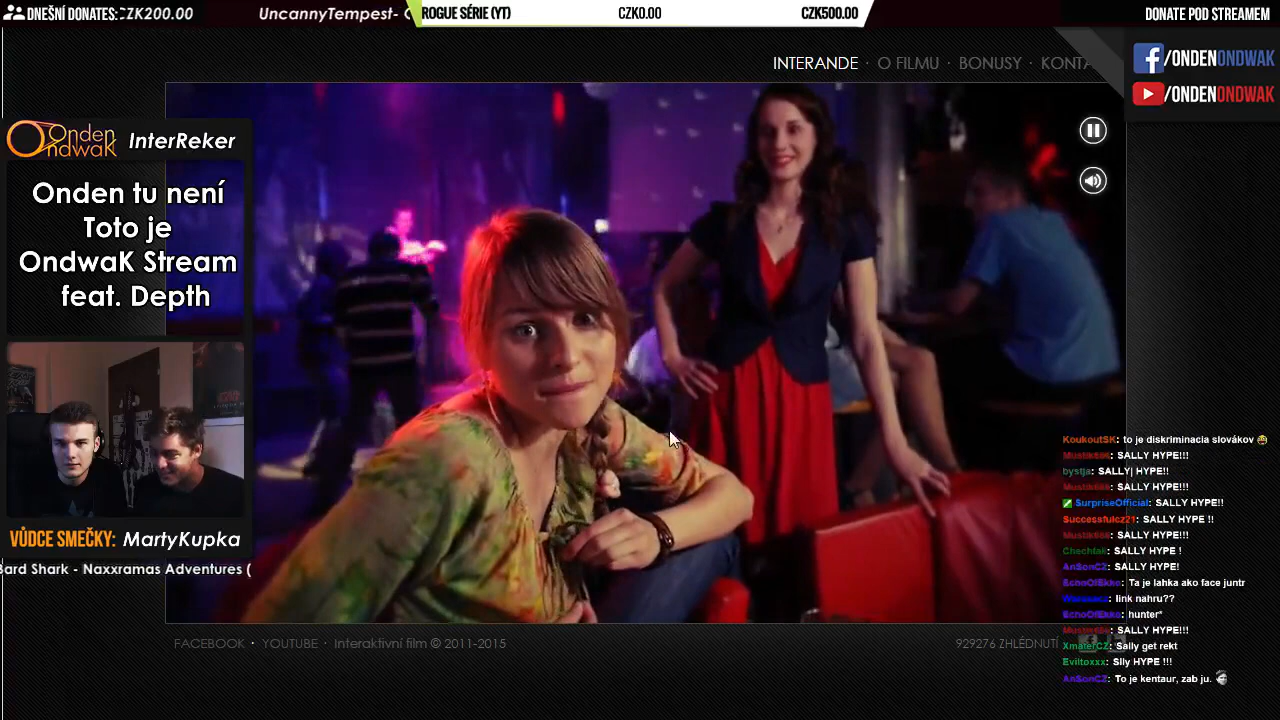 DNEŠNÍ DONATES: CZK200.00
UncannyTempest-
ROGUE SÉRIE (YT)
CZK0.00
CZK500.00
DONATE POD STREAMEM
INTERANDE · O FILMU · BONUSY ·
/ONDENONDWAK
/ONDENONDWAK
Onden OndwaK
InterReker
Onden tu není
Toto je
OndwaK Stream
feat. Depth
VŮDCE SMEČKY: MartyKupka
Bard Shark - Naxxramas Adventures (
KoukoutSK: to je diskriminacia slovákov
SALLY HYPE!!!
bystja: SALLY| HYPE!!
SALLY HYPE!!!
SurpriseOfficial: SALLY HYPE!!
Successfulcz21: SALLY HYPE !!
SALLY HYPE!!!
SALLY HYPE !
AnSonCZ: SALLY HYPE!
EchoOfEkko: Ta je lahka ako face juntr
link nahru??
EchoOfEkko: hunter*
SALLY HYPE!!!
XmaterCZ: Sally get rekt
Eviltoxxx: Slly HYPE !!!
AnSonCZ: To je kentaur, zab ju.
FACEBOOK · YOUTUBE · Interaktivní film © 2011-2015
929276 ZHLÉDNUTÍ